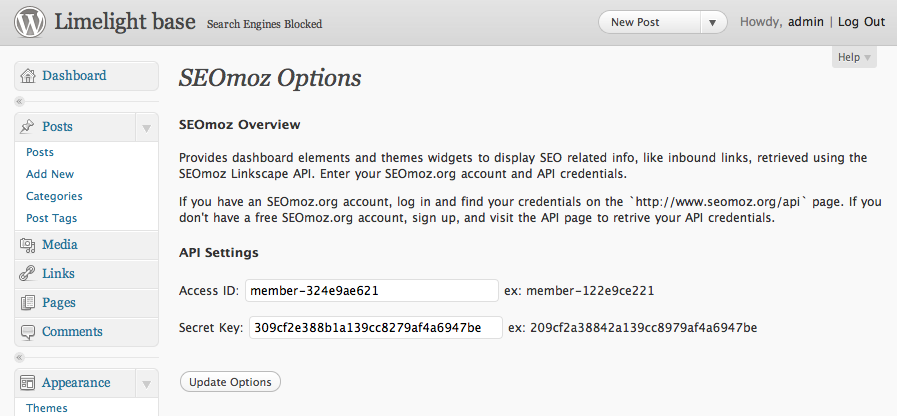 Limelight base Search Engines Blocked New Post Howdy, admin | Log Out
Help
Dashboard
Posts
Posts
Add New
Categories
Post Tags
Media
Links
Pages
Comments
Appearance
Themes
SEOmoz Options
SEOmoz Overview
Provides dashboard elements and themes widgets to display SEO related info, like inbound links, retrieved using the
SEOmoz Linkscape API. Enter your SEOmoz.org account and API credentials.
If you have an SEOmoz.org account, log in and find your credentials on the `http://www.seomoz.org/api` page. If you
don't have a free SEOmoz.org account, sign up, and visit the API page to retrive your API credentials.
API Settings
Access ID: member-324e9ae621 ex: member-122e9ce221
Secret Key: 309cf2e388b1a139cc8279af4a6947be ex: 209cf2a38842a139cc8979af4a6947be
Update Options